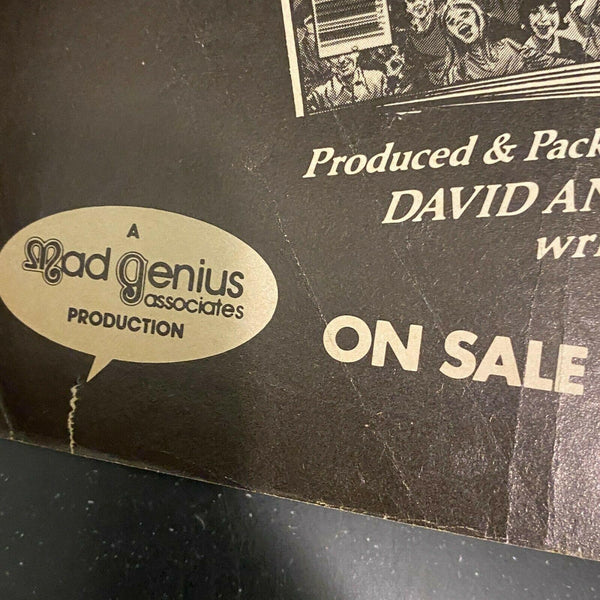 Produced & Pack
DAVID AN
wri
A
Mad Genius
associates
PRODUCTION
ON SALE